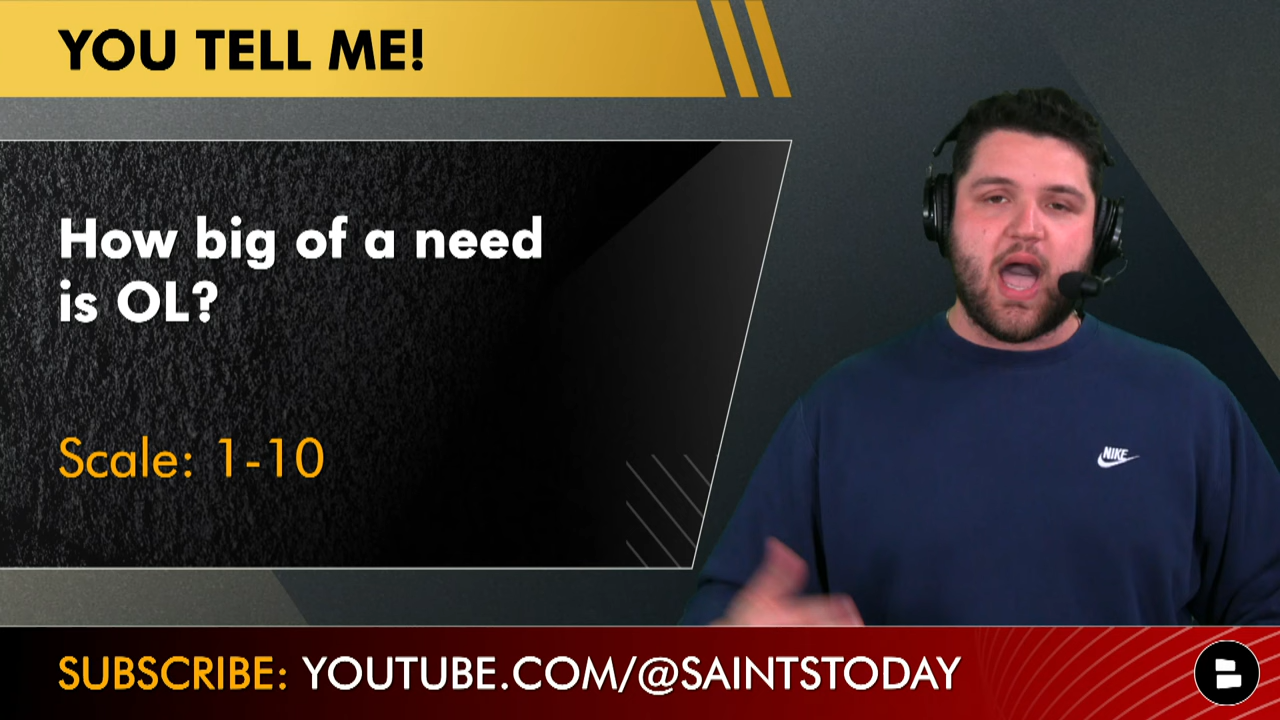 YOU TELL ME!
How big of a need
is OL?
Scale: 1-10
NIKE
SUBSCRIBE: YOUTUBE.COM/@SAINTSTODAY